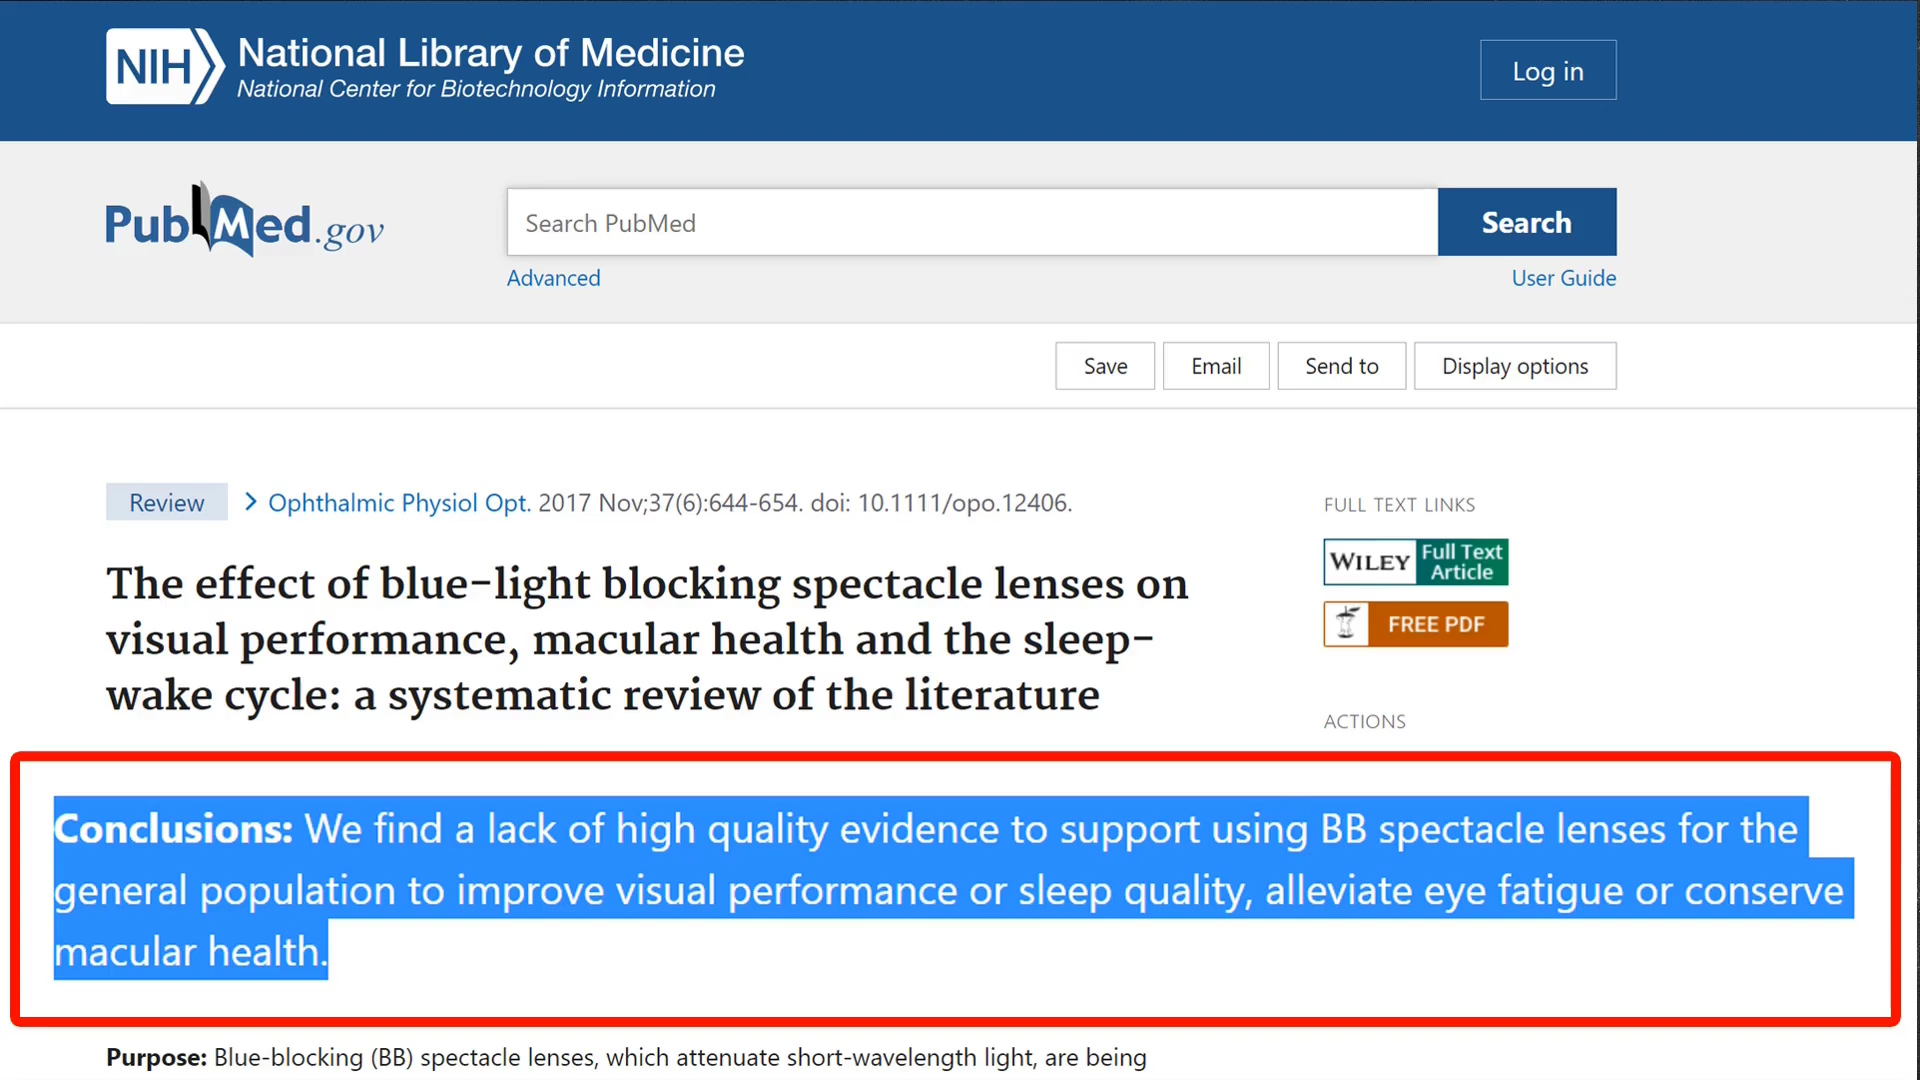 NIH National Library of Medicine
National Center for Biotechnology Information
Log in
PubMed.gov
Search PubMed
Search
Advanced
User Guide
Save
Email
Send to
Display options
Review
Ophthalmic Physiol Opt. 2017 Nov;37(6):644-654. doi: 10.1111/opo.12406.
The effect of blue-light blocking spectacle lenses on
visual performance, macular health and the sleep-
wake cycle: a systematic review of the literature
FULL TEXT LINKS
WILEY Full Text
Article
FREE PDF
ACTIONS
Conclusions: We find a lack of high quality evidence to support using BB spectacle lenses for the
general population to improve visual performance or sleep quality, alleviate eye fatigue or conserve
macular health.
Purpose: Blue-blocking (BB) spectacle lenses, which attenuate short-wavelength light, are being